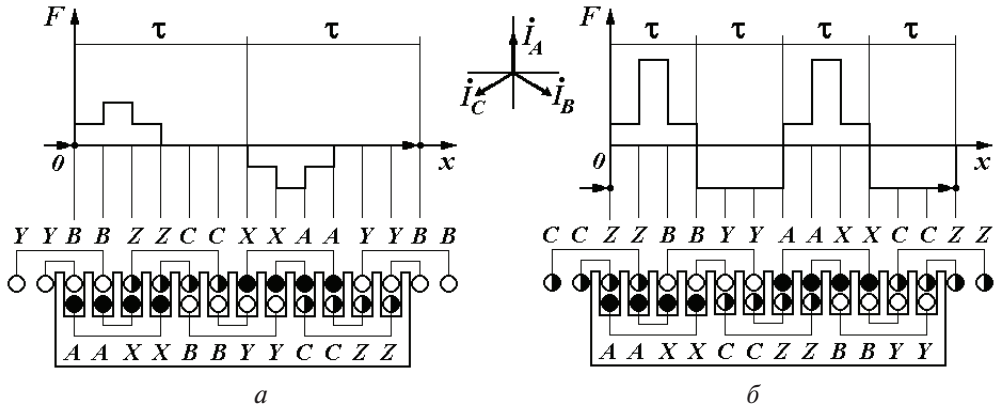 F τ τ
0 x
Y Y B B Z Z C C X X A A Y Y B B
A A X X B B Y Y C C Z Z
а
İA
İC İB
F τ τ τ τ
0 x
C C Z Z B B Y Y A A X X C C Z Z
A A X X C C Z Z B B Y Y
б